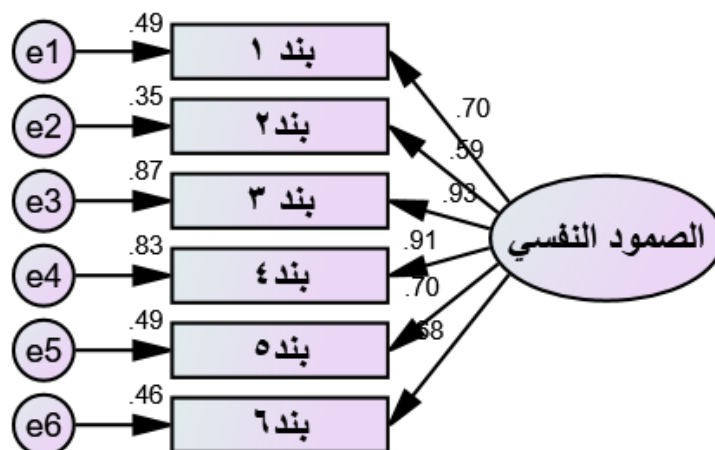 .49
e1
بند ١
.70
.35
e2
بند٢
.59
.87
e3
بند ٣
.93
الصمود النفسي
.83
e4
بند٤
.91
.49
e5
بند٥
.70
.46
e6
بند٦
.68